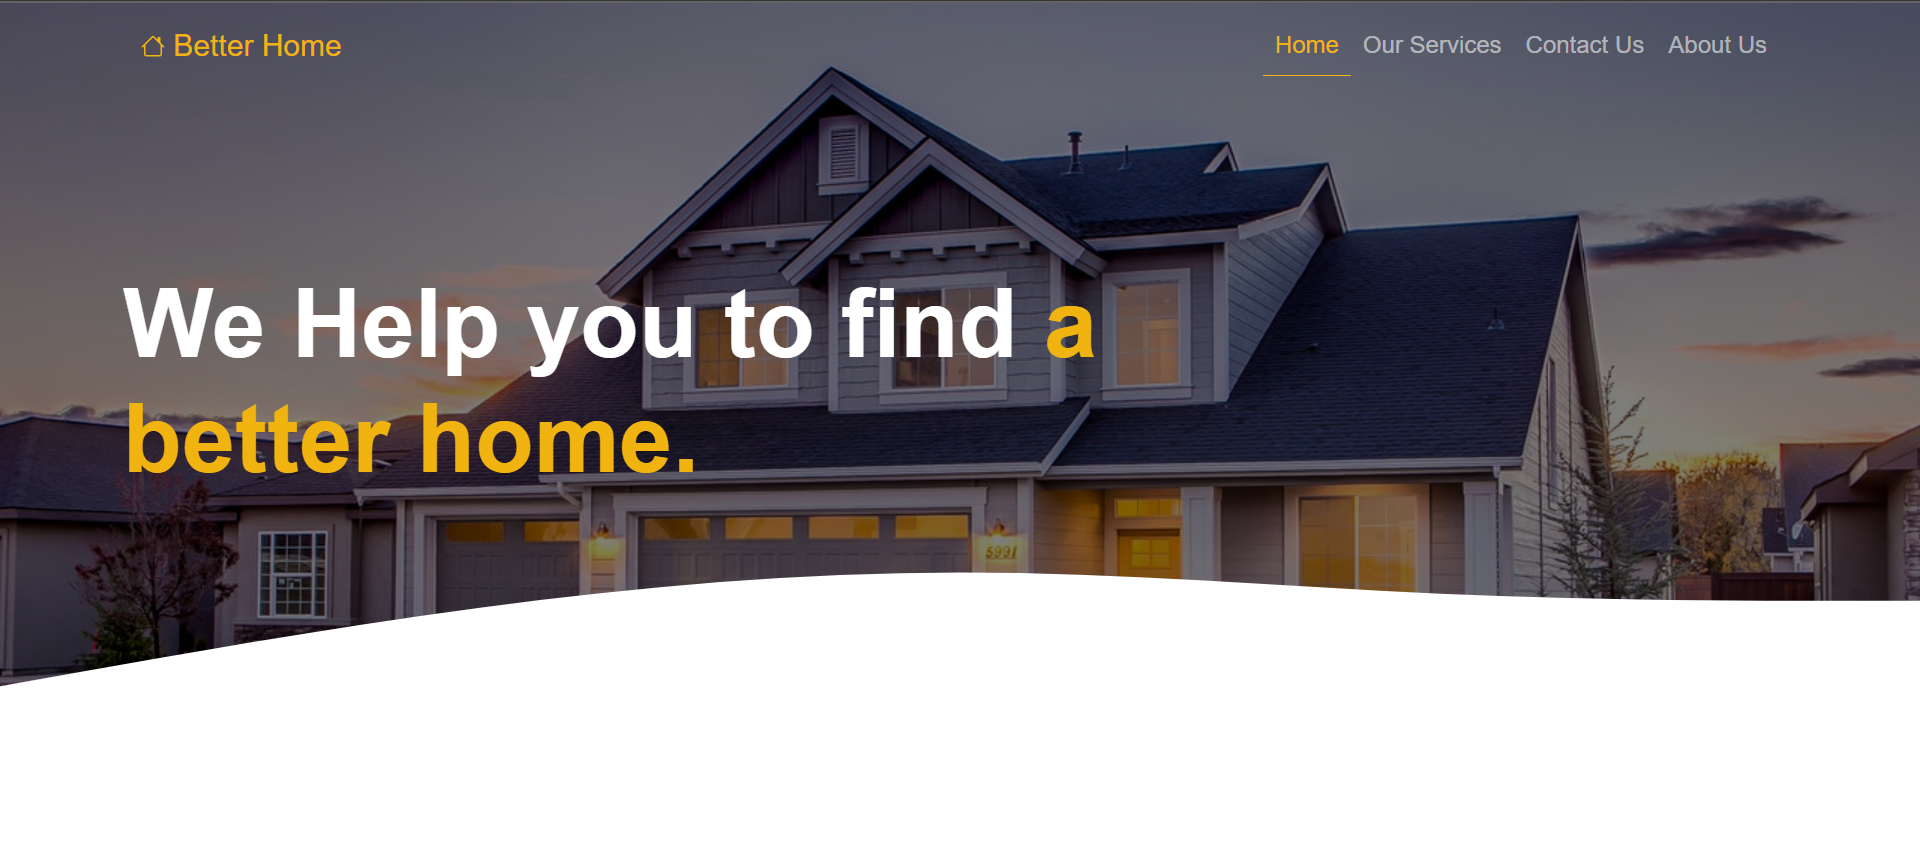 Better Home
Home Our Services Contact Us About Us
We Help you to find a
better home.
5991